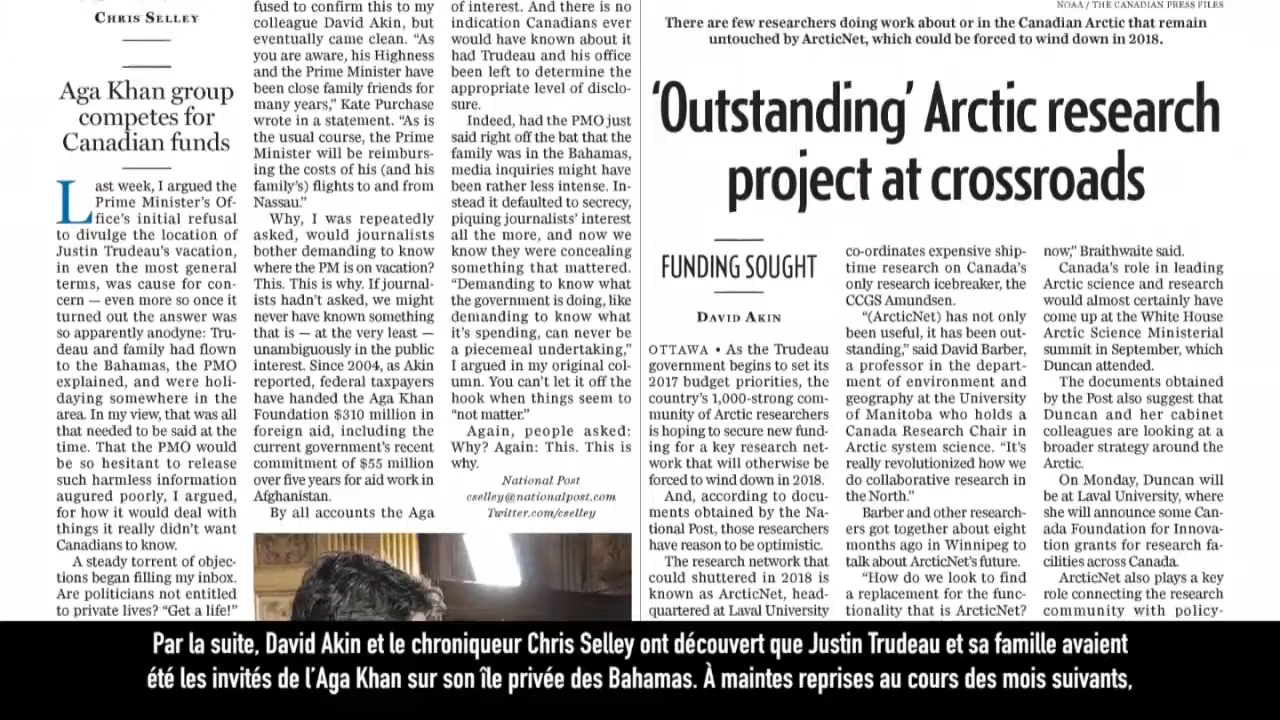 CHRIS SELLEY
Aga Khan group
competes for
Canadian funds
Last week, I argued the
Prime Minister's Of-
fice's initial refusal
to divulge the location of
Justin Trudeau's vacation,
in even the most general
terms, was cause for con-
cern — even more so once it
turned out the answer was
so apparently anodyne: Tru-
deau and family had flown
to the Bahamas, the PMO
explained, and were holi-
daying somewhere in the
area. In my view, that was all
that needed to be said at the
time. That the PMO would
be so hesitant to release
such harmless information
augured poorly, I argued,
for how it would deal with
things it really didn't want
Canadians to know.
A steady torrent of objec-
tions began filling my inbox.
Are politicians not entitled
to private lives? “Get a life!”
fused to confirm this to my
colleague David Akin, but
eventually came clean. “As
you are aware, his Highness
and the Prime Minister have
been close family friends for
many years,” Kate Purchase
wrote in a statement. “As is
the usual course, the Prime
Minister will be reimburs-
ing the costs of his (and his
family's) flights to and from
Nassau.”
Why, I was repeatedly
asked, would journalists
bother demanding to know
where the PM is on vacation?
This. This is why. If journal-
ists hadn't asked, we might
never have known something
that is — at the very least —
unambiguously in the public
interest. Since 2004, as Akin
reported, federal taxpayers
have handed the Aga Khan
Foundation $310 million in
foreign aid, including the
current government's recent
commitment of $55 million
over five years for aid work in
Afghanistan.
By all accounts the Aga
of interest. And there is no
indication Canadians ever
would have known about it
had Trudeau and his office
been left to determine the
appropriate level of disclo-
sure.
Indeed, had the PMO just
said right off the bat that the
family was in the Bahamas,
media inquiries might have
been rather less intense. In-
stead it defaulted to secrecy,
piquing journalists' interest
all the more, and now we
know they were concealing
something that mattered.
“Demanding to know what
the government is doing, like
demanding to know what
it's spending, can never be
a piecemeal undertaking,”
I argued in my original col-
umn. You can't let it off the
hook when things seem to
“not matter.”
Again, people asked:
Why? Again: This. This is
why.
National Post
cselley@nationalpost.com
Twitter.com/cselley
NOAA / THE CANADIAN PRESS FILES
There are few researchers doing work about or in the Canadian Arctic that remain
untouched by ArcticNet, which could be forced to wind down in 2018.
‘Outstanding’ Arctic research
project at crossroads
FUNDING SOUGHT
DAVID AKIN
OTTAWA • As the Trudeau
government begins to set its
2017 budget priorities, the
country's 1,000-strong com-
munity of Arctic researchers
is hoping to secure new fund-
ing for a key research net-
work that will otherwise be
forced to wind down in 2018.
And, according to docu-
ments obtained by the Na-
tional Post, those researchers
have reason to be optimistic.
The research network that
could shuttered in 2018 is
known as ArcticNet, head-
quartered at Laval University
co-ordinates expensive ship-
time research on Canada's
only research icebreaker, the
CCGS Amundsen.
“(ArcticNet) has not only
been useful, it has been out-
standing,” said David Barber,
a professor in the depart-
ment of environment and
geography at the University
of Manitoba who holds a
Canada Research Chair in
Arctic system science. “It's
really revolutionized how we
do collaborative research in
the North.”
Barber and other research-
ers got together about eight
months ago in Winnipeg to
talk about ArcticNet's future.
“How do we look to find
a replacement for the func-
tionality that is ArcticNet?
now,” Braithwaite said.
Canada's role in leading
Arctic science and research
would almost certainly have
come up at the White House
Arctic Science Ministerial
summit in September, which
Duncan attended.
The documents obtained
by the Post also suggest that
Duncan and her cabinet
colleagues are looking at a
broader strategy around the
Arctic.
On Monday, Duncan will
be at Laval University, where
she will announce some Can-
ada Foundation for Innova-
tion grants for research fa-
cilities across Canada.
ArcticNet also plays a key
role connecting the research
community with policy-
Par la suite, David Akin et le chroniqueur Chris Selley ont découvert que Justin Trudeau et sa famille avaient
été les invités de l'Aga Khan sur son île privée des Bahamas. À maintes reprises au cours des mois suivants,